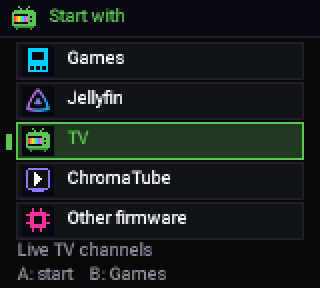 Start with
Games
Jellyfin
TV
ChromaTube
Other firmware
Live TV channels
A: start B: Games